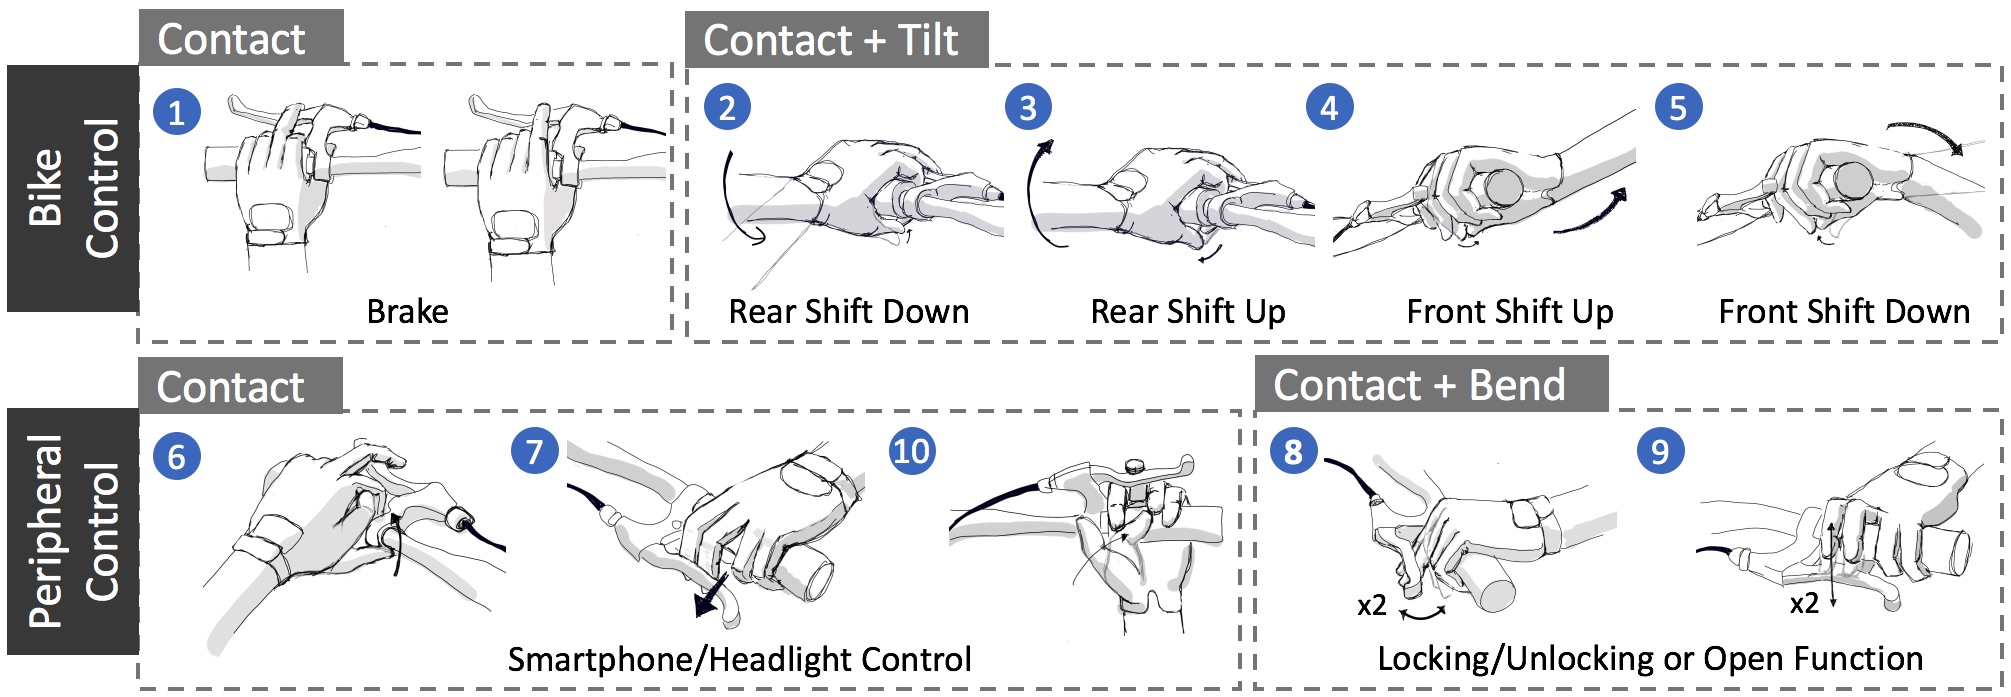 Contact
Contact + Tilt
Bike
Control
1
2
3
4
5
Brake
Rear Shift Down
Rear Shift Up
Front Shift Up
Front Shift Down
Contact
Contact + Bend
Peripheral
Control
6
7
10
8
9
x2
x2
Smartphone/Headlight Control
Locking/Unlocking or Open Function